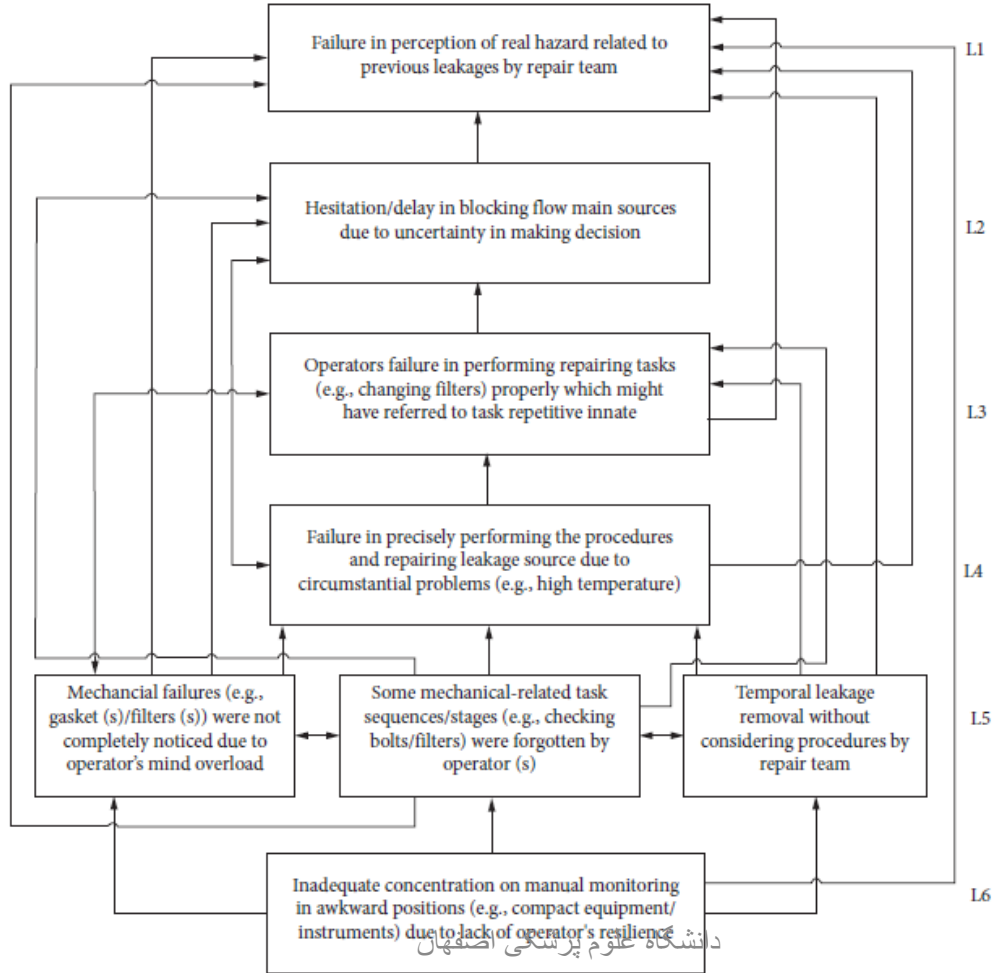 Failure in perception of real hazard related to
previous leakages by repair team
L1
Hesitation/delay in blocking flow main sources
due to uncertainty in making decision
L2
Operators failure in performing repairing tasks
(e.g., changing filters) properly which might
have referred to task repetitive innate
L3
Failure in precisely performing the procedures
and repairing leakage source due to
circumstantial problems (e.g., high temperature)
L4
Mechancial failures (e.g.,
gasket (s)/filters (s)) were not
completely noticed due to
operator's mind overload
Some mechanical-related task
sequences/stages (e.g., checking
bolts/filters) were forgotten by
operator (s)
Temporal leakage
removal without
considering procedures by
repair team
L5
Inadequate concentration on manual monitoring
in awkward positions (e.g., compact equipment/
instruments) due to lack of operator's resilience
L6
دانشگاه علوم پزشکی اصفهان